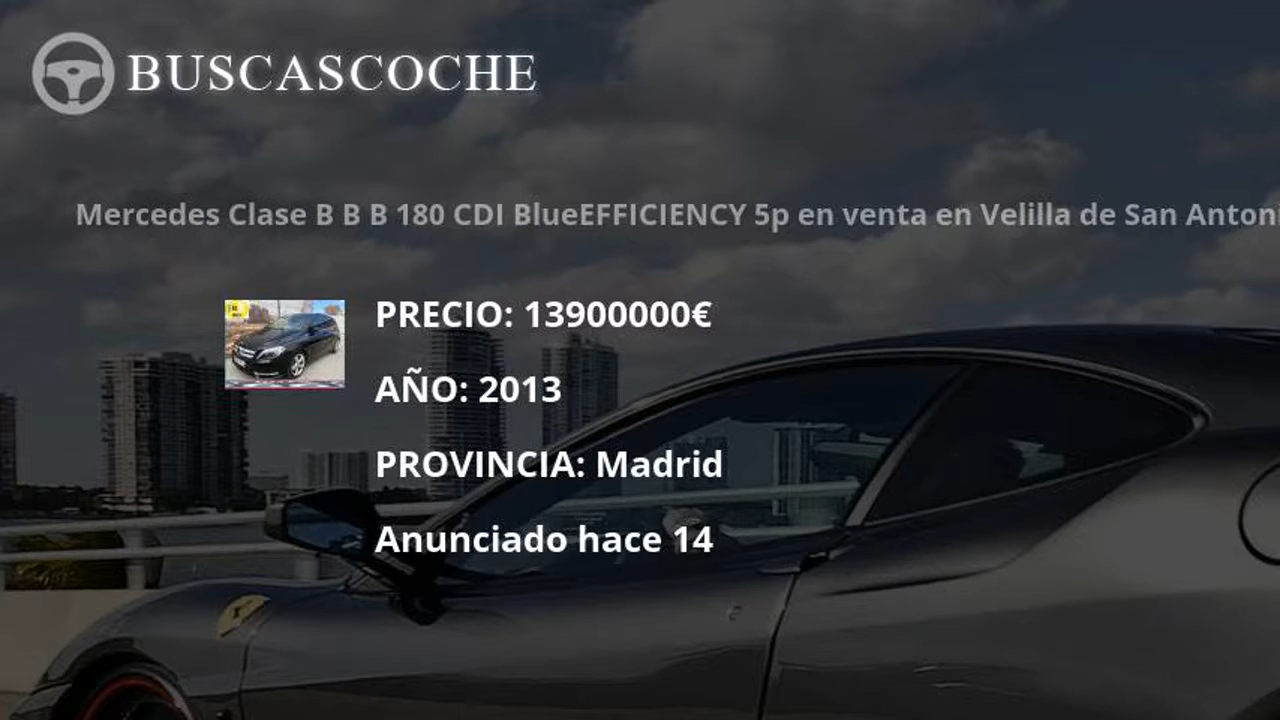 BUSCASCOCHE
Mercedes Clase B B B 180 CDI BlueEFFICIENCY 5p en venta en Velilla de San Anton
PRECIO: 13900000€
AÑO: 2013
PROVINCIA: Madrid
Anunciado hace 14